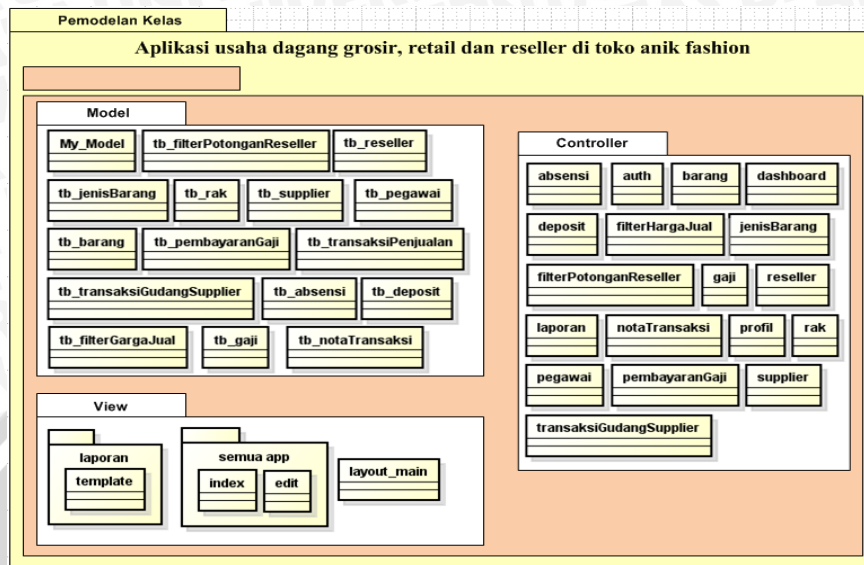 Pemodelan Kelas
Aplikasi usaha dagang grosir, retail dan reseller di toko anik fashion
Model
My_Model tb_filterPotonganReseller tb_reseller
tb_jenisBarang tb_rak tb_supplier tb_pegawai
tb_barang tb_pembayaranGaji tb_transaksiPenjualan
tb_transaksiGudangSupplier tb_absensi tb_deposit
tb_filterGargaJual tb_gaji tb_notaTransaksi
View
laporan
template
semua app
index edit
layout_main
Controller
absensi auth barang dashboard
deposit filterHargaJual jenisBarang
filterPotonganReseller gaji reseller
laporan notaTransaksi profil rak
pegawai pembayaranGaji supplier
transaksiGudangSupplier